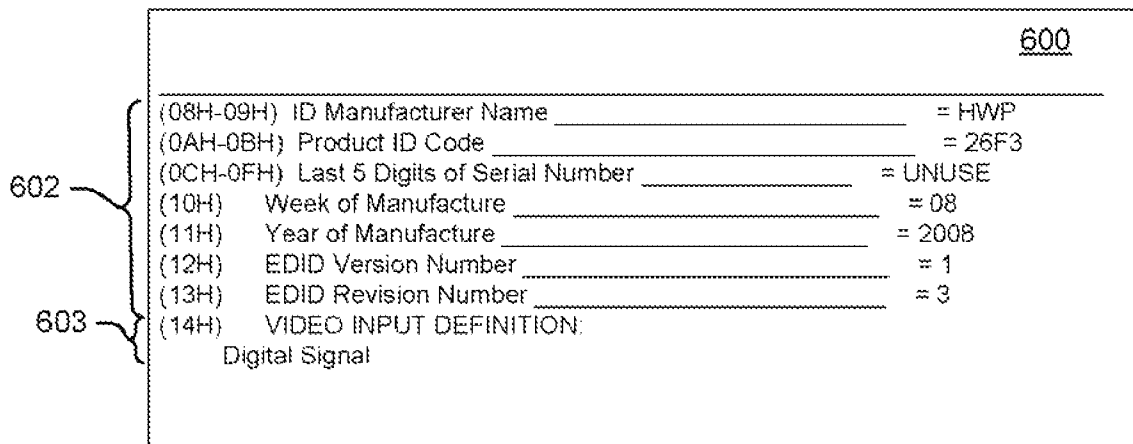 600
(08H-09H) ID Manufacturer Name = HWP
(0AH-0BH) Product ID Code = 26F3
(0CH-0FH) Last 5 Digits of Serial Number = UNUSE
602
(10H) Week of Manufacture = 08
(11H) Year of Manufacture = 2008
(12H) EDID Version Number = 1
(13H) EDID Revision Number = 3
603
(14H) VIDEO INPUT DEFINITION:
Digital Signal